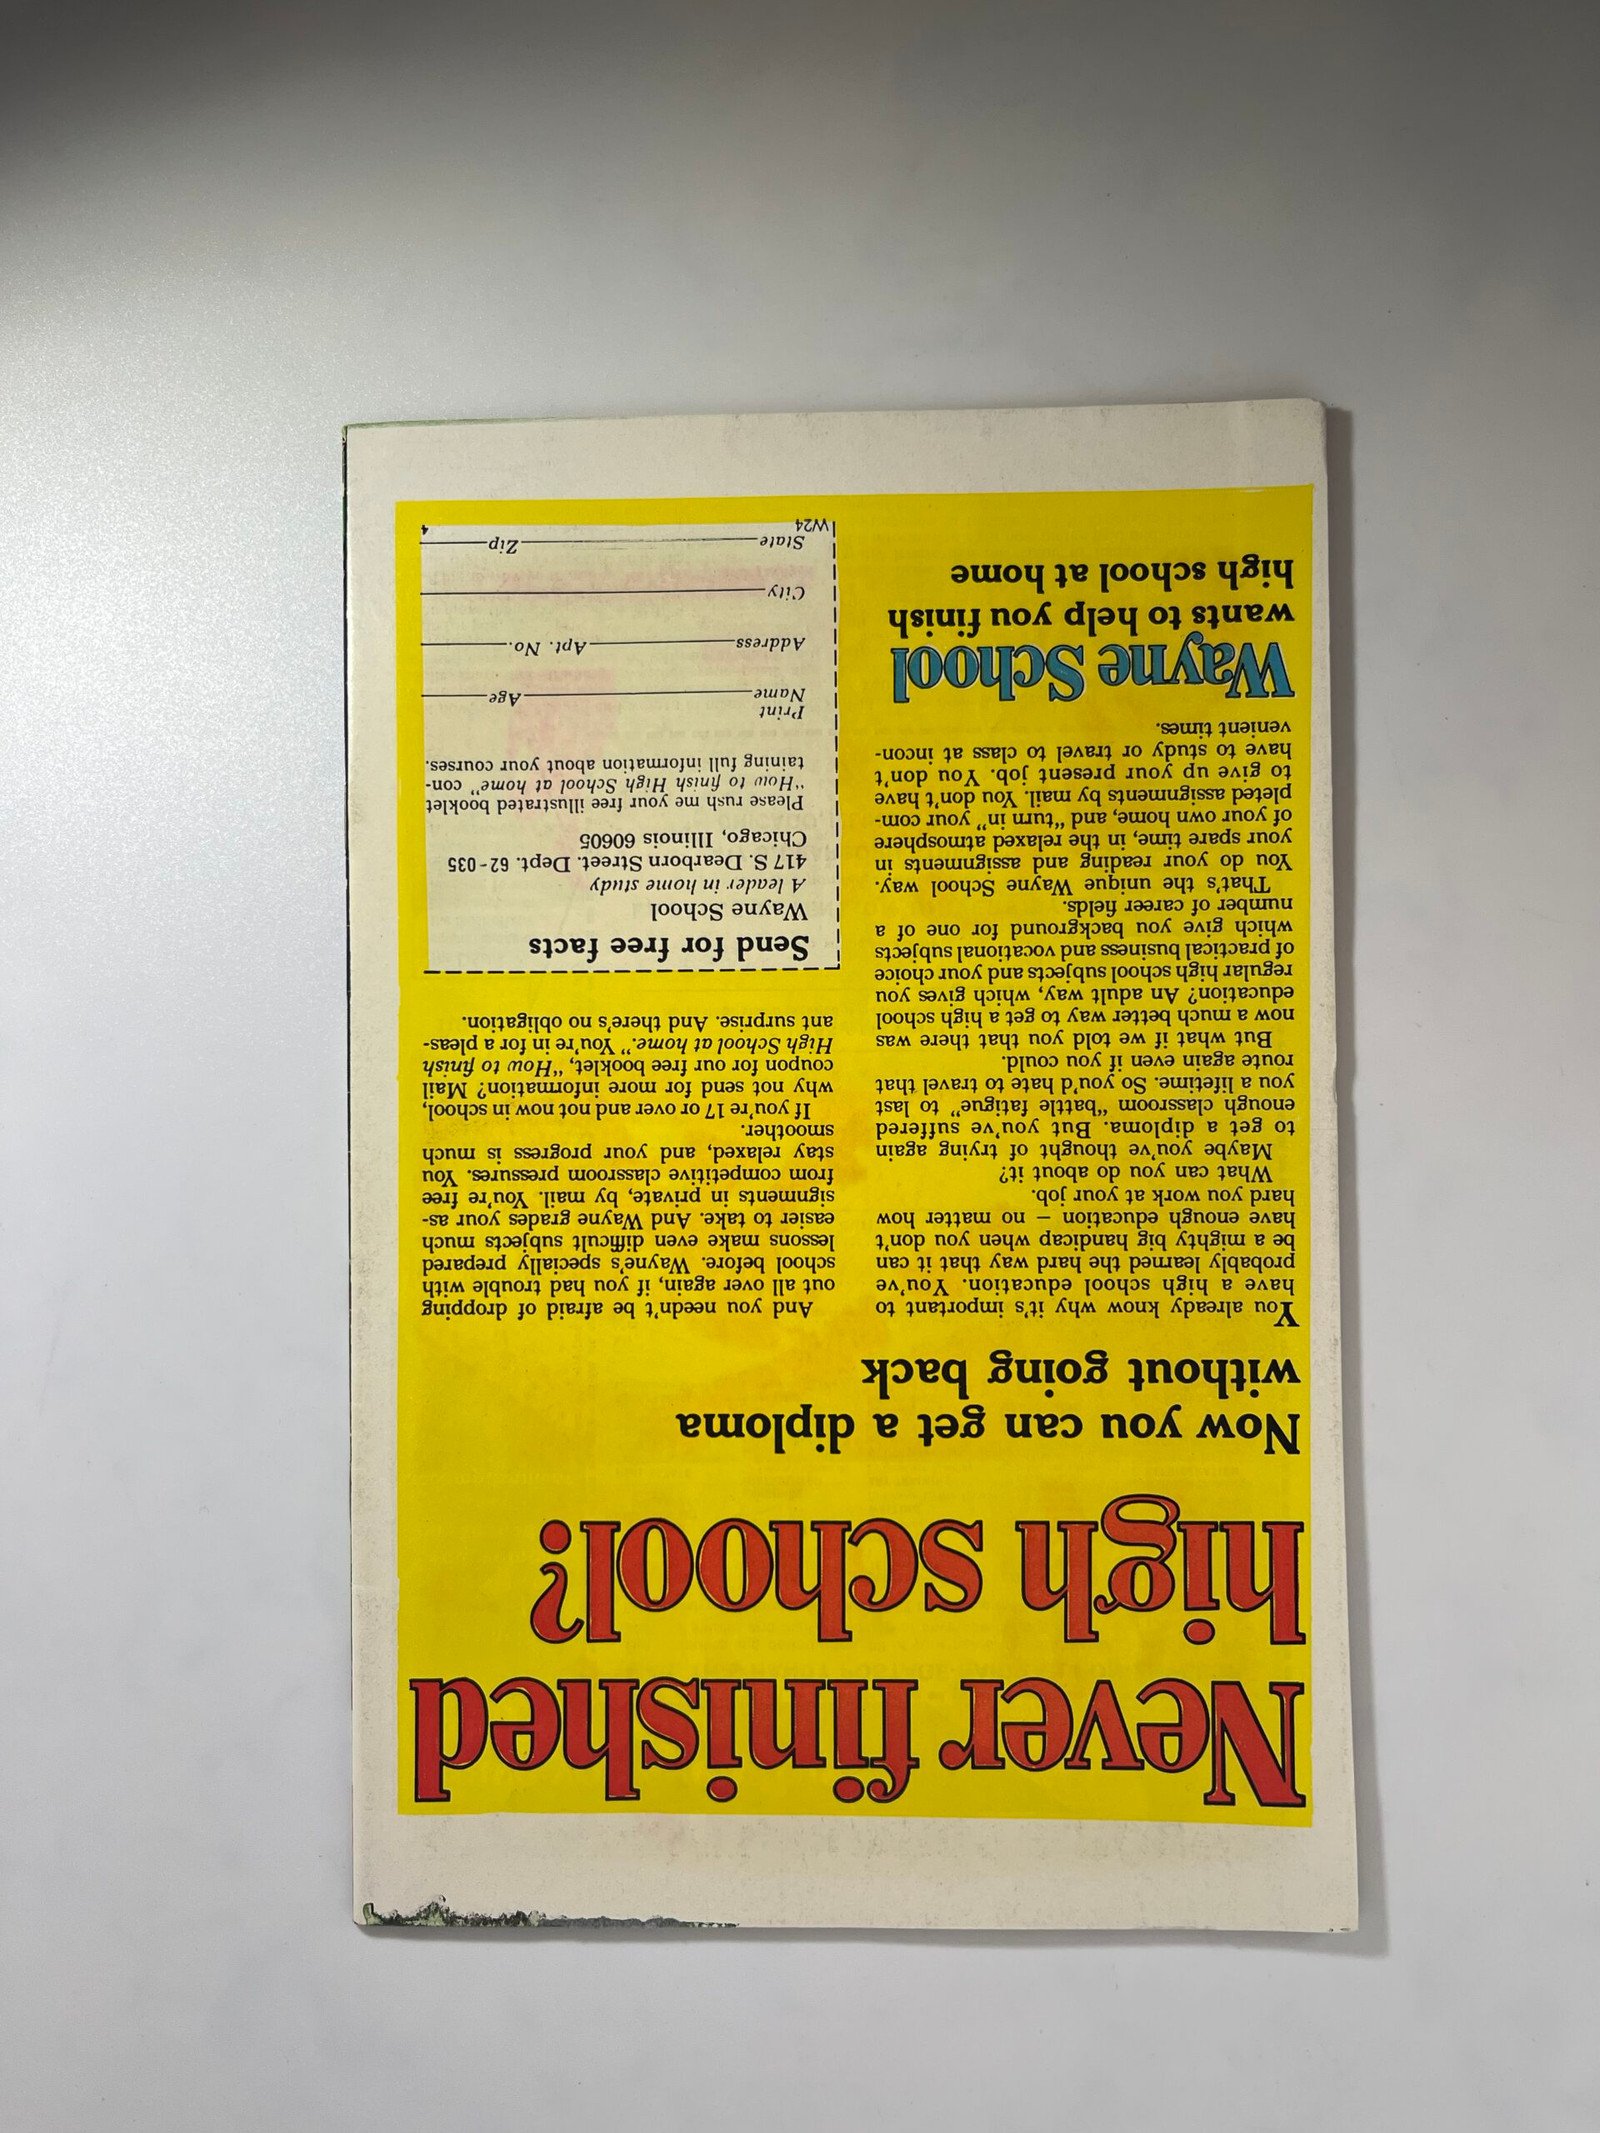 Never finished
high school?
Now you can get a diploma
without going back
You already know why it's important to
have a high school education. You've
probably learned the hard way that it can
be a mighty big handicap when you don't
have enough education – no matter how
hard you work at your job.
What can you do about it?
Maybe you've thought of trying again
to get a diploma. But you've suffered
enough classroom "battle fatigue" to last
you a lifetime. So you'd hate to travel that
route again even if you could.
But what if we told you that there was
now a much better way to get a high school
education? An adult way, which gives you
regular high school subjects and your choice
of practical business and vocational subjects
which give you background for one of a
number of career fields.
That's the unique Wayne School way.
You do your reading and assignments in
your spare time, in the relaxed atmosphere
of your own home, and "turn in" your com-
pleted assignments by mail. You don't have
to give up your present job. You don't
have to study or travel to class at incon-
venient times.
Wayne School
wants to help you finish
high school at home
And you needn't be afraid of dropping
out all over again, if you had trouble with
school before. Wayne's specially prepared
lessons make even difficult subjects much
easier to take. And Wayne grades your as-
signments in private, by mail. You're free
from competitive classroom pressures. You
stay relaxed, and your progress is much
smoother.
If you're 17 or over and not now in school,
why not send for more information? Mail
coupon for our free booklet, "How to finish
High School at home." You're in for a pleas-
ant surprise. And there's no obligation.
Send for free facts
Wayne School
A leader in home study
417 S. Dearborn Street. Dept. 62-035
Chicago, Illinois 60605
Please rush me your free illustrated booklet
"How to finish High School at home" con-
taining full information about your courses.
Print
Name Age
Address Apt. No.
City
State Zip
W24 4